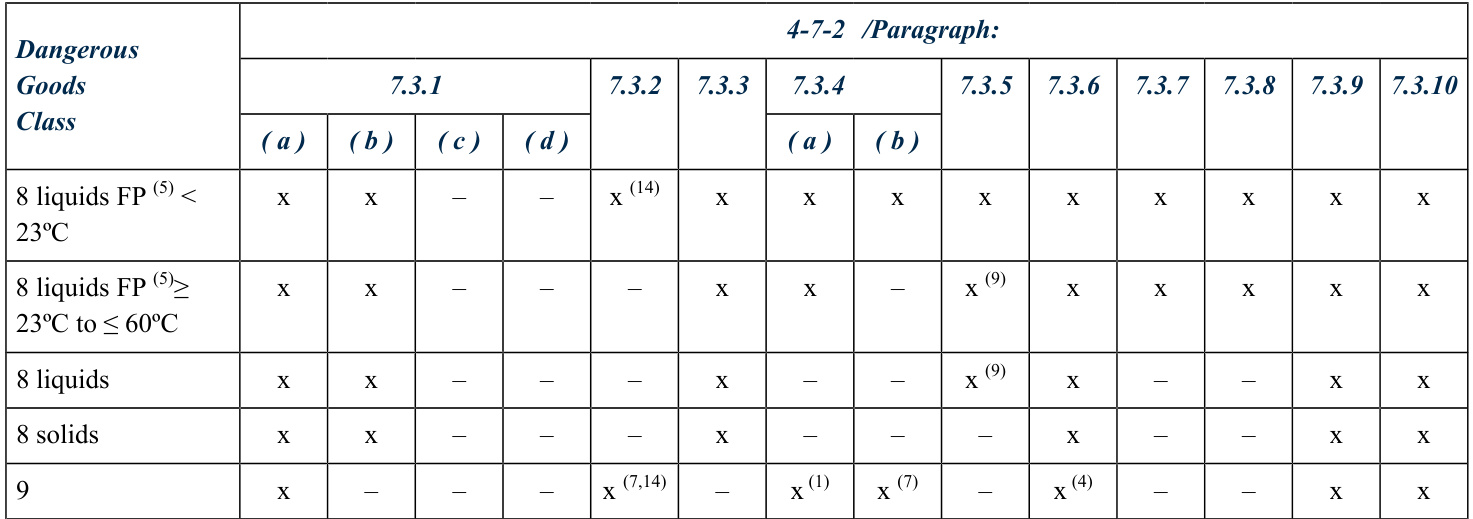 4-7-2 /Paragraph:
Dangerous
Goods
Class
7.3.1 7.3.2 7.3.3 7.3.4 7.3.5 7.3.6 7.3.7 7.3.8 7.3.9 7.3.10
( a ) ( b ) ( c ) ( d ) ( a ) ( b )
8 liquids FP (5) < x x – – x (14) x x x x x x x x x
23ºC
8 liquids FP (5)≥ x x – – – x x – x (9) x x x x x
23ºC to ≤ 60ºC
8 liquids x x – – – x – – x (9) x – – x x
8 solids x x – – – x – – – x – – x x
9 x – – – x (7,14) – x (1) x (7) – x (4) – – x x